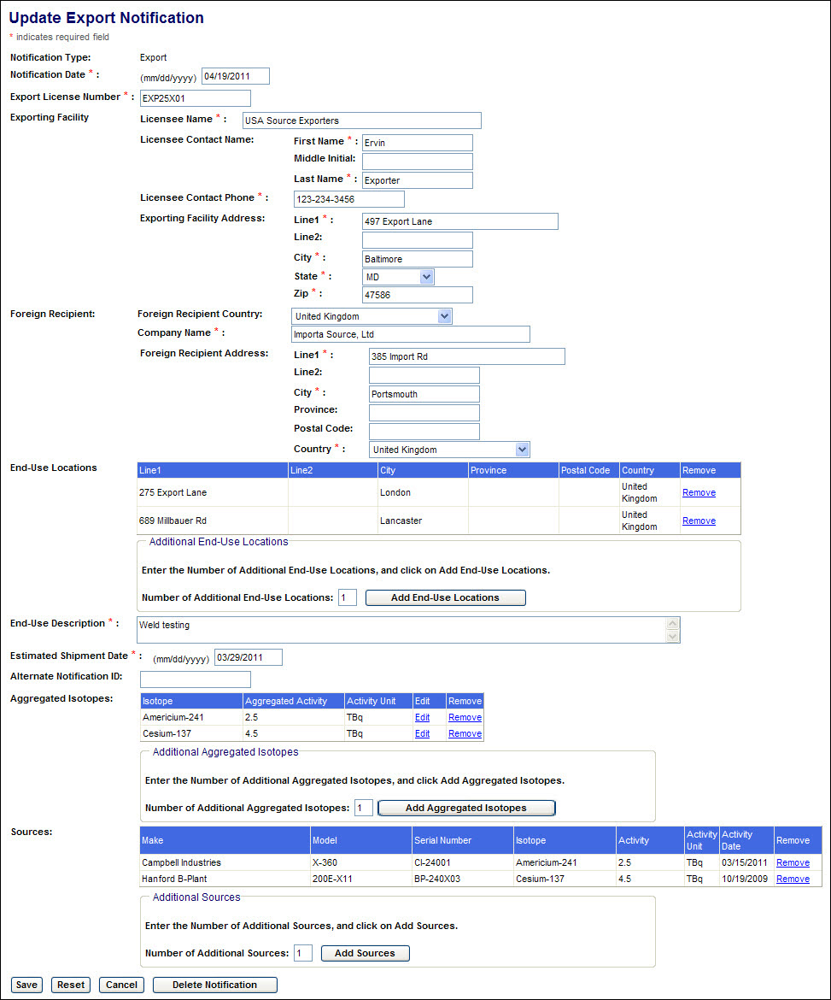 Update Export Notification
* indicates required field
Notification Type: Export
Notification Date * : (mm/dd/yyyy) 04/19/2011
Export License Number * : EXP25X01
Exporting Facility Licensee Name * : USA Source Exporters
Licensee Contact Name: First Name * : Ervin
Middle Initial:
Last Name * : Exporter
Licensee Contact Phone * : 123-234-3456
Exporting Facility Address: Line1 * : 497 Export Lane
Line2:
City * : Baltimore
State * : MD
Zip * : 47586
Foreign Recipient: Foreign Recipient Country: United Kingdom
Company Name * : Importa Source, Ltd
Foreign Recipient Address: Line1 * : 385 Import Rd
Line2:
City * : Portsmouth
Province:
Postal Code:
Country * : United Kingdom
End-Use Locations Line1 Line2 City Province Postal Code Country Remove
275 Export Lane London United Kingdom Remove
689 Millbauer Rd Lancaster United Kingdom Remove
Additional End-Use Locations
Enter the Number of Additional End-Use Locations, and click on Add End-Use Locations.
Number of Additional End-Use Locations: 1 Add End-Use Locations
End-Use Description * : Weld testing
Estimated Shipment Date * : (mm/dd/yyyy) 03/29/2011
Alternate Notification ID:
Aggregated Isotopes: Isotope Aggregated Activity Activity Unit Edit Remove
Americium-241 2.5 TBq Edit Remove
Cesium-137 4.5 TBq Edit Remove
Additional Aggregated Isotopes
Enter the Number of Additional Aggregated Isotopes, and click Add Aggregated Isotopes.
Number of Additional Aggregated Isotopes: 1 Add Aggregated Isotopes
Sources: Make Model Serial Number Isotope Activity Activity Unit Activity Date Remove
Campbell Industries X-360 CI-24001 Americium-241 2.5 TBq 03/15/2011 Remove
Hanford B-Plant 200E-X11 BP-240X03 Cesium-137 4.5 TBq 10/19/2009 Remove
Additional Sources
Enter the Number of Additional Sources, and click on Add Sources.
Number of Additional Sources: 1 Add Sources
Save Reset Cancel Delete Notification